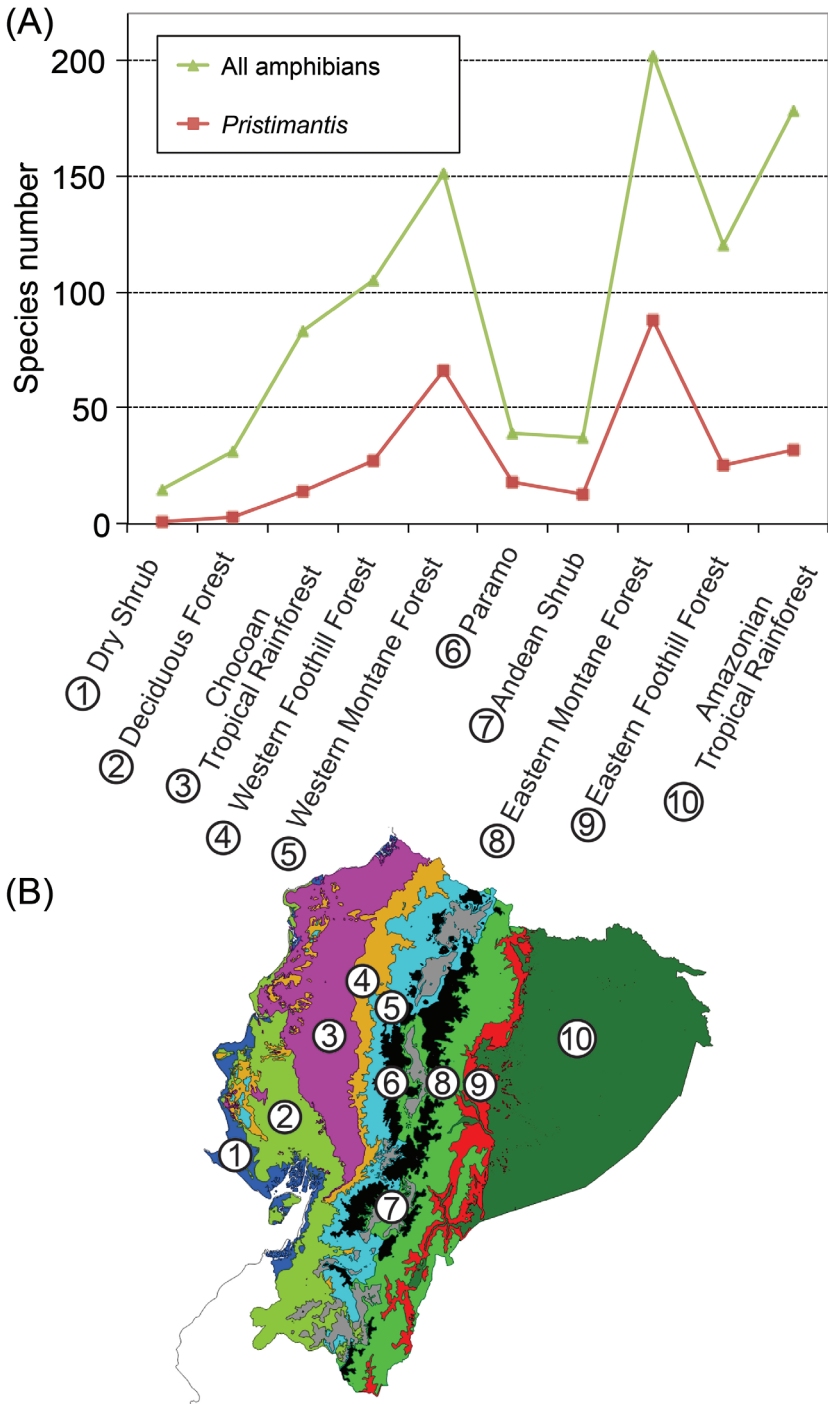 (A)
All amphibians
Pristimantis
Species number
200
150
100
50
0
① Dry Shrub
② Deciduous Forest
Chocoan
③ Tropical Rainforest
④ Western Foothill Forest
⑤ Western Montane Forest
⑥ Paramo
⑦ Andean Shrub
⑧ Eastern Montane Forest
⑨ Eastern Foothill Forest
Amazonian
⑩ Tropical Rainforest
(B)
④
⑤
③
⑩
⑥
⑧
⑨
②
①
⑦